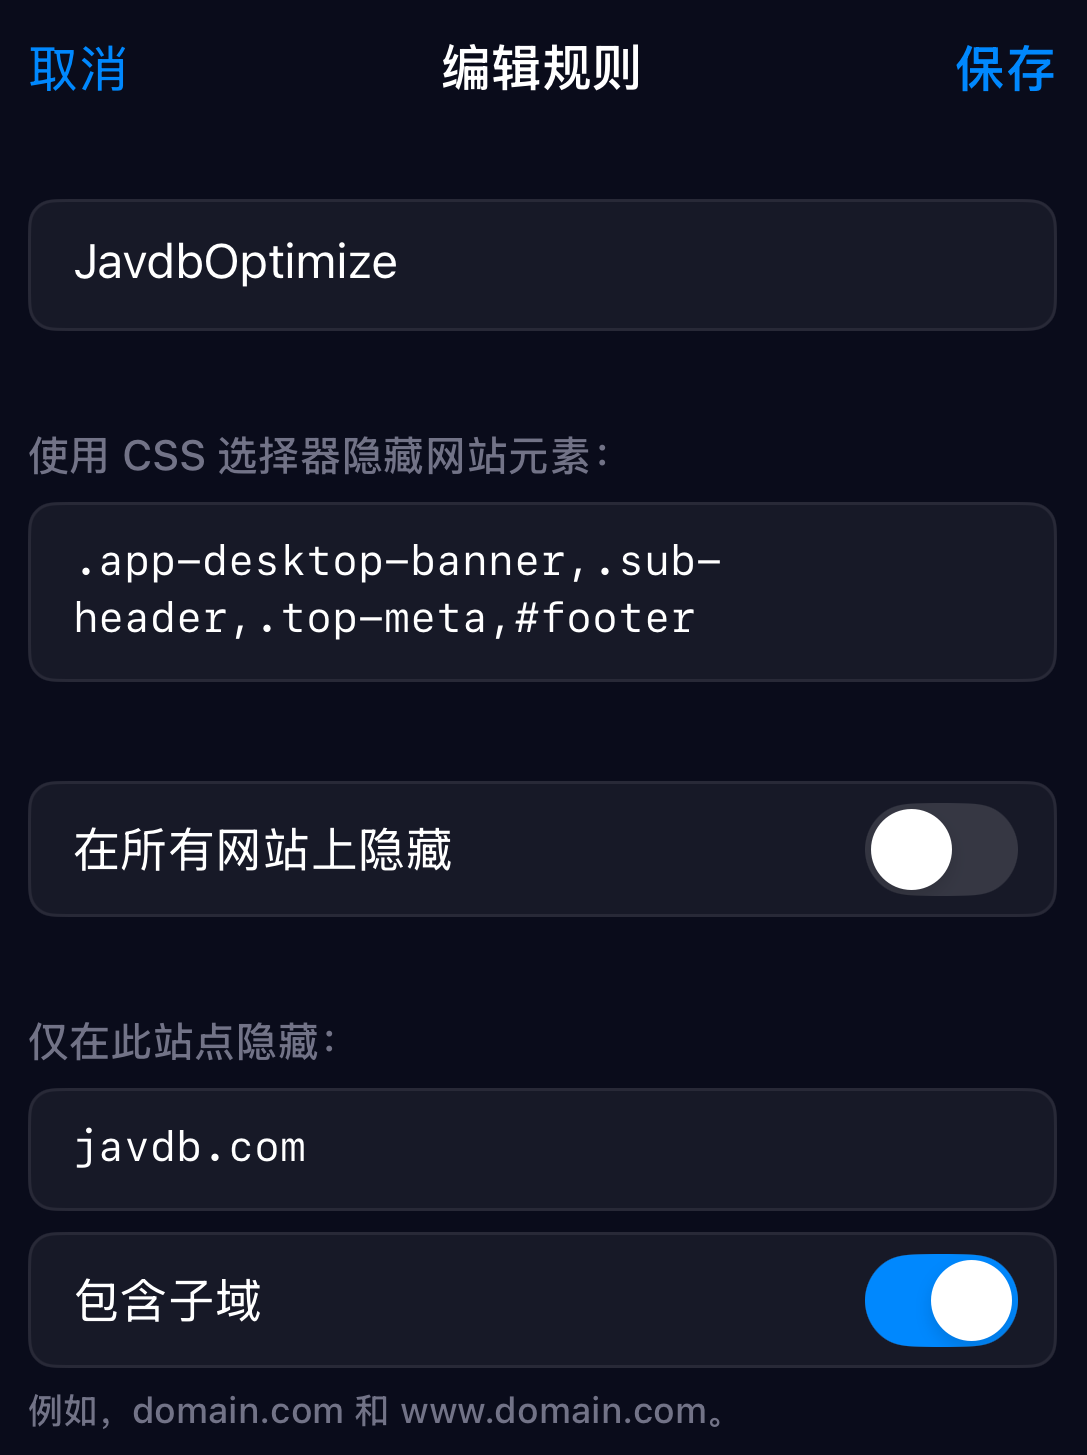 取消
编辑规则
保存
JavdbOptimize
使用 CSS 选择器隐藏网站元素：
.app-desktop-banner,.sub-
header,.top-meta,#footer
在所有网站上隐藏
仅在此站点隐藏：
javdb.com
包含子域
例如，domain.com 和 www.domain.com。